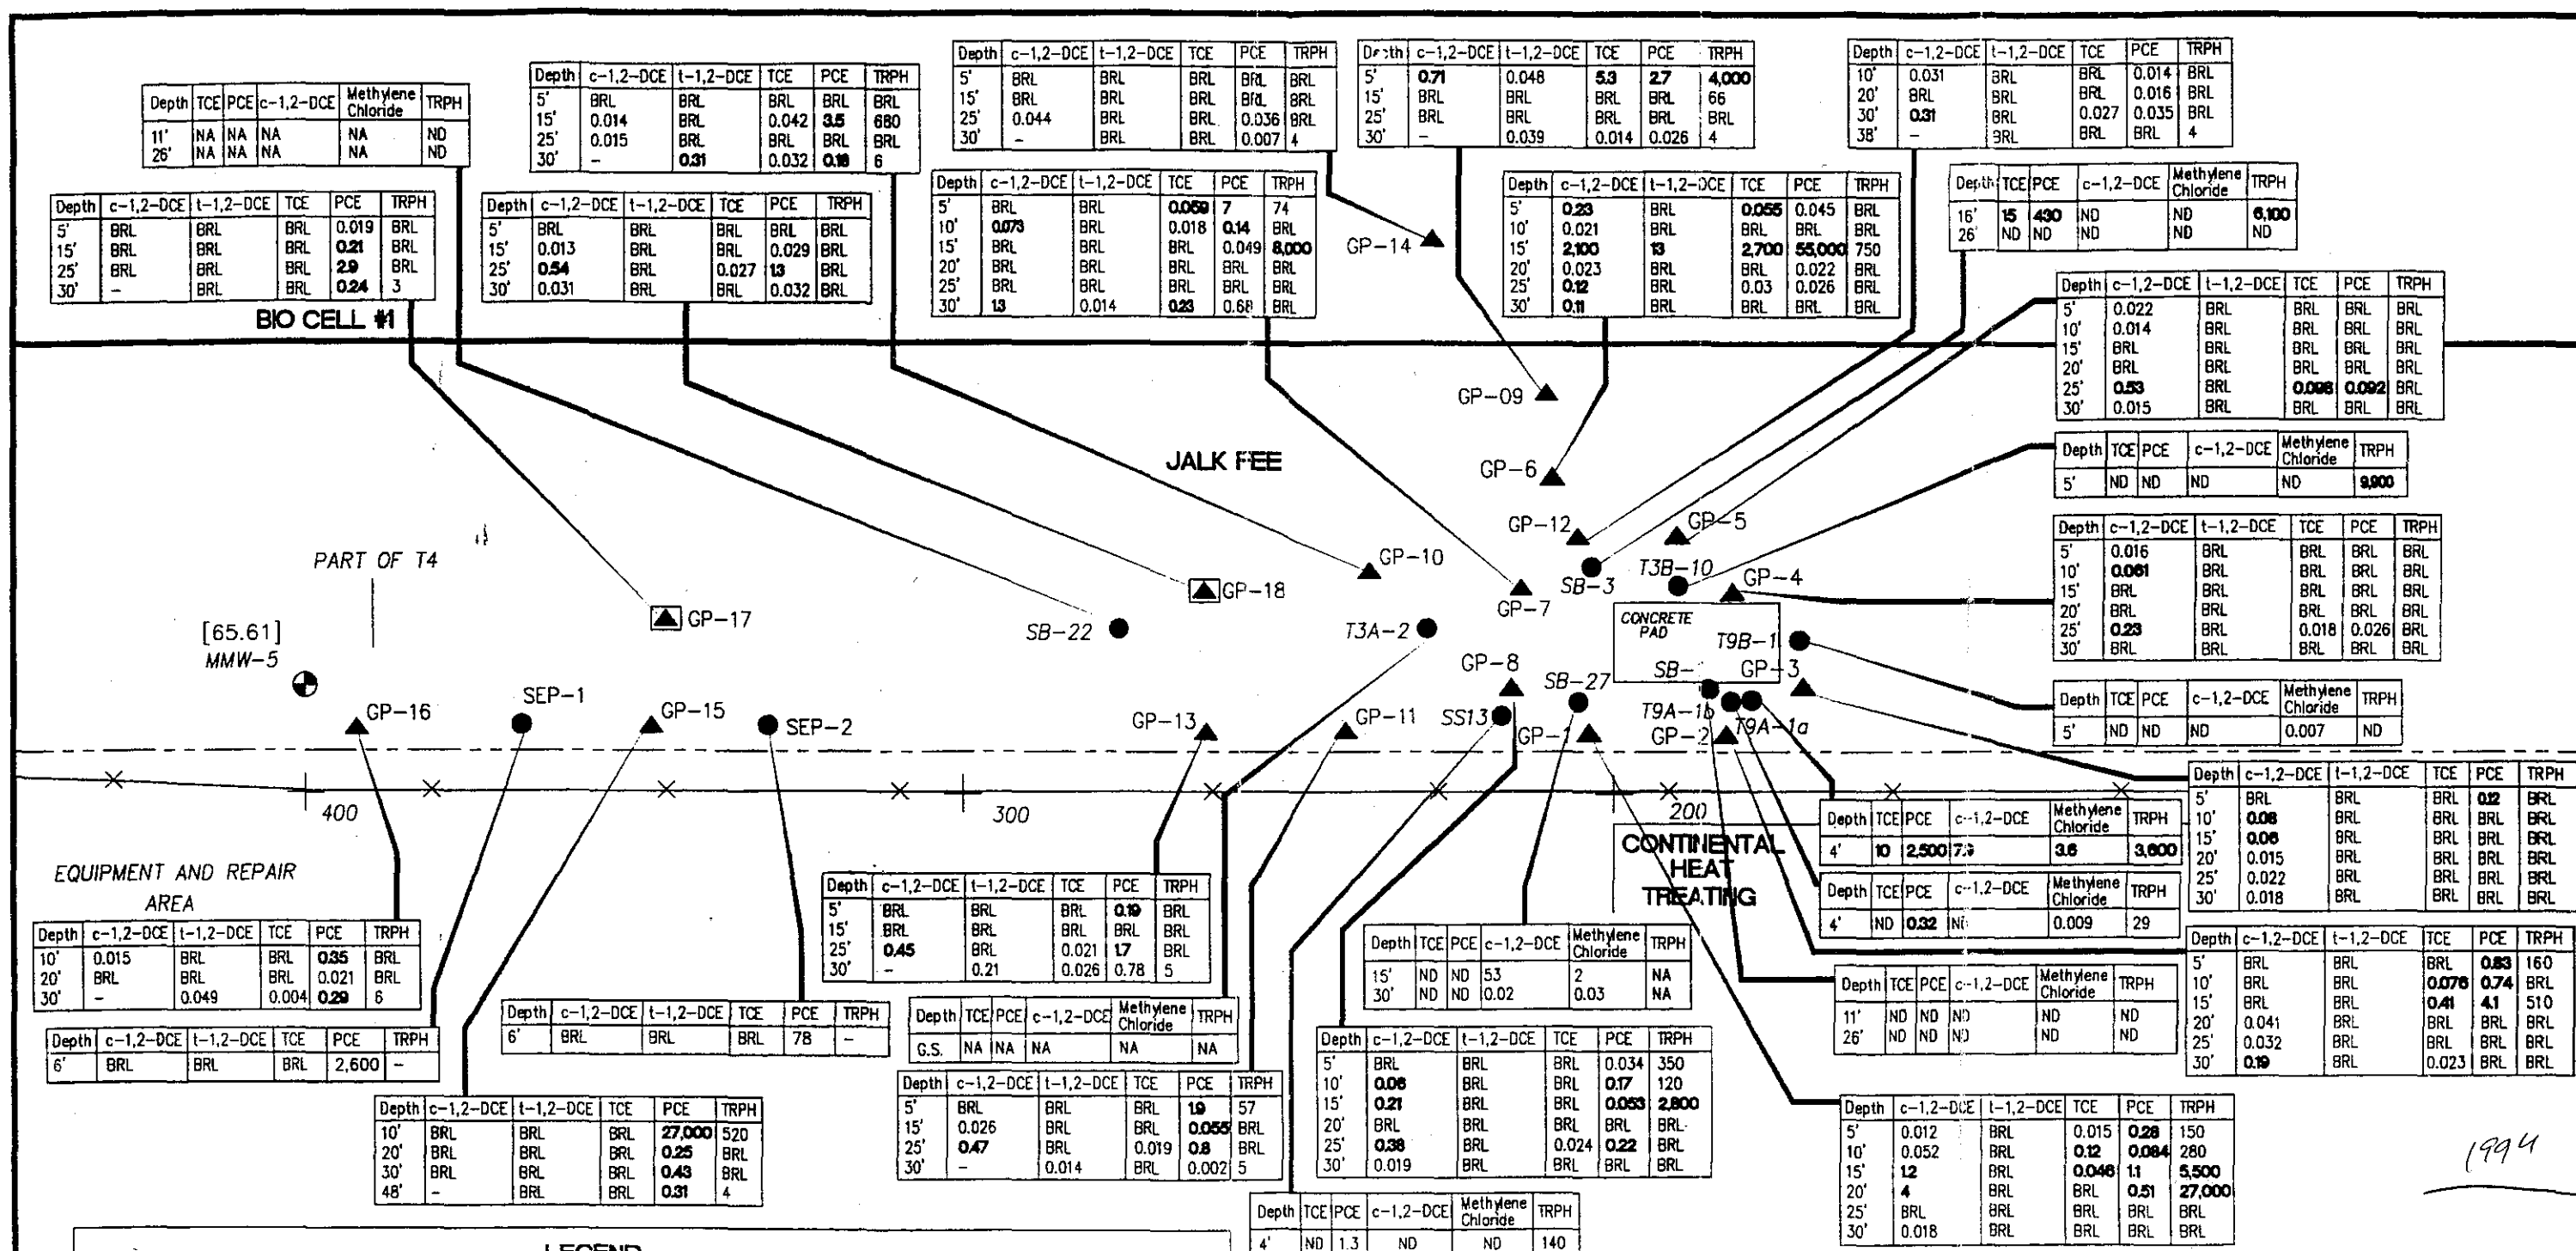 Depth TCE PCE c-1,2-DCE Methylene Chloride TRPH
11' NA NA NA NA ND
26' NA NA NA NA ND
Depth c-1,2-DCE t-1,2-DCE TCE PCE TRPH
5' BRL BRL BRL BRL BRL
15' 0.014 BRL 0.042 3.5 680
25' 0.015 BRL BRL BRL BRL
30' - 0.31 0.032 0.18 6
Depth c-1,2-DCE t-1,2-DCE TCE PCE TRPH
5' BRL BRL BRL BRL BRL
15' BRL BRL BRL BRL BRL
25' 0.044 BRL BRL 0.036 BRL
30' - BRL BRL 0.007 4
Depth c-1,2-DCE t-1,2-DCE TCE PCE TRPH
5' 0.71 0.048 5.3 2.7 4,000
15' BRL BRL BRL BRL 66
25' BRL BRL BRL BRL BRL
30' - 0.039 0.014 0.026 4
Depth c-1,2-DCE t-1,2-DCE TCE PCE TRPH
10' 0.031 BRL BRL 0.014 BRL
20' BRL BRL BRL 0.016 BRL
30' 0.31 BRL 0.027 0.035 BRL
38' - BRL BRL BRL 4
Depth c-1,2-DCE t-1,2-DCE TCE PCE TRPH
5' BRL BRL BRL 0.019 BRL
15' BRL BRL BRL 0.21 BRL
25' BRL BRL BRL 2.9 BRL
30' - BRL BRL 0.24 3
Depth c-1,2-DCE t-1,2-DCE TCE PCE TRPH
5' BRL BRL BRL BRL BRL
15' 0.013 BRL BRL 0.029 BRL
25' 0.54 BRL 0.027 1.3 BRL
30' 0.031 BRL BRL 0.032 BRL
Depth c-1,2-DCE t-1,2-DCE TCE PCE TRPH
5' BRL BRL 0.059 7 74
10' 0.073 BRL 0.018 0.14 BRL
15' BRL BRL BRL 0.049 8,000
20' BRL BRL BRL BRL BRL
25' BRL BRL BRL BRL BRL
30' 1.3 0.014 0.23 0.68 BRL
Depth c-1,2-DCE t-1,2-DCE TCE PCE TRPH
5' 0.23 BRL 0.055 0.045 BRL
10' 0.021 BRL BRL BRL BRL
15' 2,100 13 2,700 55,000 750
20' 0.023 BRL BRL 0.022 BRL
25' 0.12 BRL 0.03 0.026 BRL
30' 0.11 BRL BRL BRL BRL
Depth TCE PCE c-1,2-DCE Methylene Chloride TRPH
16' 15 430 ND ND 6,100
26' ND ND ND ND ND
Depth c-1,2-DCE t-1,2-DCE TCE PCE TRPH
5' 0.022 BRL BRL BRL BRL
10' 0.014 BRL BRL BRL BRL
15' BRL BRL BRL BRL BRL
20' BRL BRL BRL BRL BRL
25' 0.53 BRL 0.098 0.092 BRL
30' 0.015 BRL BRL BRL BRL
BIO CELL #1
GP-14
GP-09
JALK FEE
GP-6
Depth TCE PCE c-1,2-DCE Methylene Chloride TRPH
5' ND ND ND ND 9,900
GP-12
GP-5
PART OF T4
GP-10
GP-18
SB-3
T3B-10
GP-4
GP-7
Depth c-1,2-DCE t-1,2-DCE TCE PCE TRPH
5' 0.016 BRL BRL BRL BRL
10' 0.061 BRL BRL BRL BRL
15' BRL BRL BRL BRL BRL
20' BRL BRL BRL BRL BRL
25' 0.23 BRL 0.018 0.026 BRL
30' BRL BRL BRL BRL BRL
[65.61]
MMW-5
GP-17
SB-22
T3A-2
CONCRETE
PAD
T9B-1
GP-8
SB-27
SB-
GP-3
Depth TCE PCE c-1,2-DCE Methylene Chloride TRPH
5' ND ND ND 0.007 ND
GP-16
SEP-1
GP-15
SEP-2
GP-13
GP-11
SS13
GP-1
T9A-1b
GP-2
T9A-1a
400
300
200
CONTINENTAL
HEAT
TREATING
Depth c-1,2-DCE t-1,2-DCE TCE PCE TRPH
5' BRL BRL BRL 0.12 BRL
10' 0.08 BRL BRL BRL BRL
15' 0.06 BRL BRL BRL BRL
20' 0.015 BRL BRL BRL BRL
25' 0.022 BRL BRL BRL BRL
30' 0.018 BRL BRL BRL BRL
Depth TCE PCE c-1,2-DCE Methylene Chloride TRPH
4' 10 2,500 3.6 3,600
Depth TCE PCE c-1,2-DCE Methylene Chloride TRPH
4' ND 0.32 ND 0.009 29
EQUIPMENT AND REPAIR
AREA
Depth c-1,2-DCE t-1,2-DCE TCE PCE TRPH
10' 0.015 BRL BRL 0.35 BRL
20' BRL BRL BRL 0.021 BRL
30' - 0.049 0.004 0.29 6
Depth c-1,2-DCE t-1,2-DCE TCE PCE TRPH
5' BRL BRL BRL 0.19 BRL
15' BRL BRL BRL BRL BRL
25' 0.45 BRL 0.021 1.7 BRL
30' - 0.21 0.026 0.78 5
Depth TCE PCE c-1,2-DCE Methylene Chloride TRPH
15' ND ND 53 2 NA
30' ND ND 0.02 0.03 NA
Depth c-1,2-DCE t-1,2-DCE TCE PCE TRPH
5' BRL BRL BRL 0.83 160
10' BRL BRL 0.076 0.74 BRL
15' BRL BRL 0.41 4.1 510
20' 0.041 BRL BRL BRL BRL
25' 0.032 BRL BRL BRL BRL
30' 0.19 BRL 0.023 BRL BRL
Depth TCE PCE c-1,2-DCE Methylene Chloride TRPH
11' ND ND ND ND ND
26' ND ND ND ND ND
Depth c-1,2-DCE t-1,2-DCE TCE PCE TRPH
6' BRL BRL BRL 2,600 -
Depth c-1,2-DCE t-1,2-DCE TCE PCE TRPH
6' BRL BRL BRL 78 -
Depth TCE PCE c-1,2-DCE Methylene Chloride TRPH
G.S. NA NA NA NA NA
Depth c-1,2-DCE t-1,2-DCE TCE PCE TRPH
5' BRL BRL BRL 0.034 350
10' 0.06 BRL BRL 0.17 120
15' 0.21 BRL BRL 0.053 2,800
20' BRL BRL BRL BRL BRL
25' 0.38 BRL 0.024 0.22 BRL
30' 0.019 BRL BRL BRL BRL
Depth c-1,2-DCE t-1,2-DCE TCE PCE TRPH
10' BRL BRL BRL 27,000 520
20' BRL BRL BRL 0.25 BRL
30' BRL BRL BRL 0.43 BRL
48' - BRL BRL 0.31 4
Depth c-1,2-DCE t-1,2-DCE TCE PCE TRPH
5' BRL BRL BRL 1.9 57
15' 0.026 BRL BRL 0.055 BRL
25' 0.47 BRL 0.019 0.8 BRL
30' - 0.014 BRL 0.002 5
Depth c-1,2-DCE t-1,2-DCE TCE PCE TRPH
5' 0.012 BRL 0.015 0.28 150
10' 0.052 BRL 0.12 0.084 280
15' 1.2 BRL 0.046 1.1 5,500
20' 4 BRL BRL 0.51 27,000
25' BRL BRL BRL BRL BRL
30' 0.018 BRL BRL BRL BRL
1994
Depth TCE PCE c-1,2-DCE Methylene Chloride TRPH
4' ND 1.3 ND ND 140
LEGEND